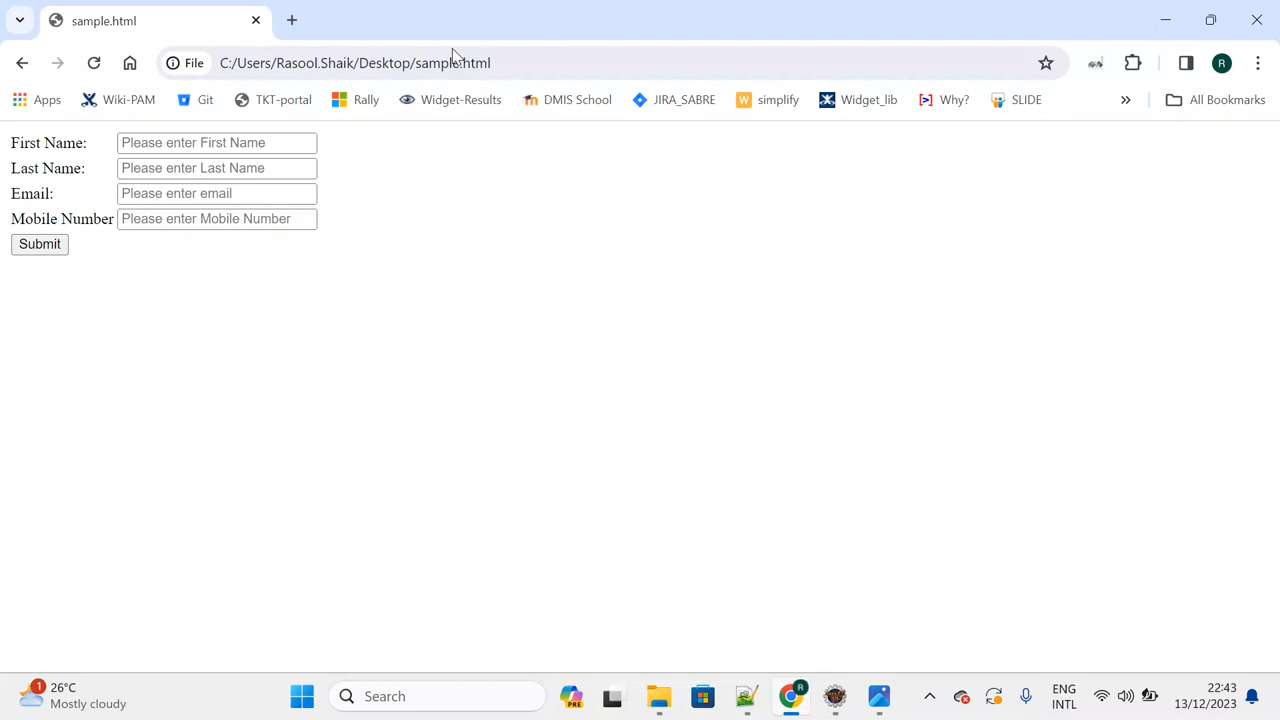 sample.html
File C:/Users/Rasool.Shaik/Desktop/sample.html R
Apps Wiki-PAM Git TKT-portal Rally Widget-Results DMIS School JIRA_SABRE W simplify Widget_lib Why? SLIDE » All Bookmarks
First Name: Please enter First Name
Last Name: Please enter Last Name
Email: Please enter email
Mobile Number Please enter Mobile Number
Submit
1 26°C Search PRE R ENG 22:43
Mostly cloudy INTL 13/12/2023